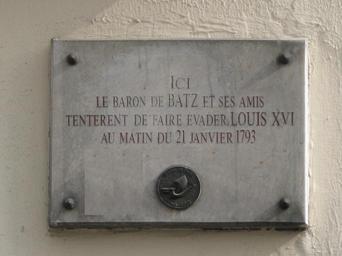 ICI
LE BARON DE BATZ ET SES AMIS
TENTERENT DE FAIRE EVADER LOUIS XVI
AU MATIN DU 21 JANVIER 1793